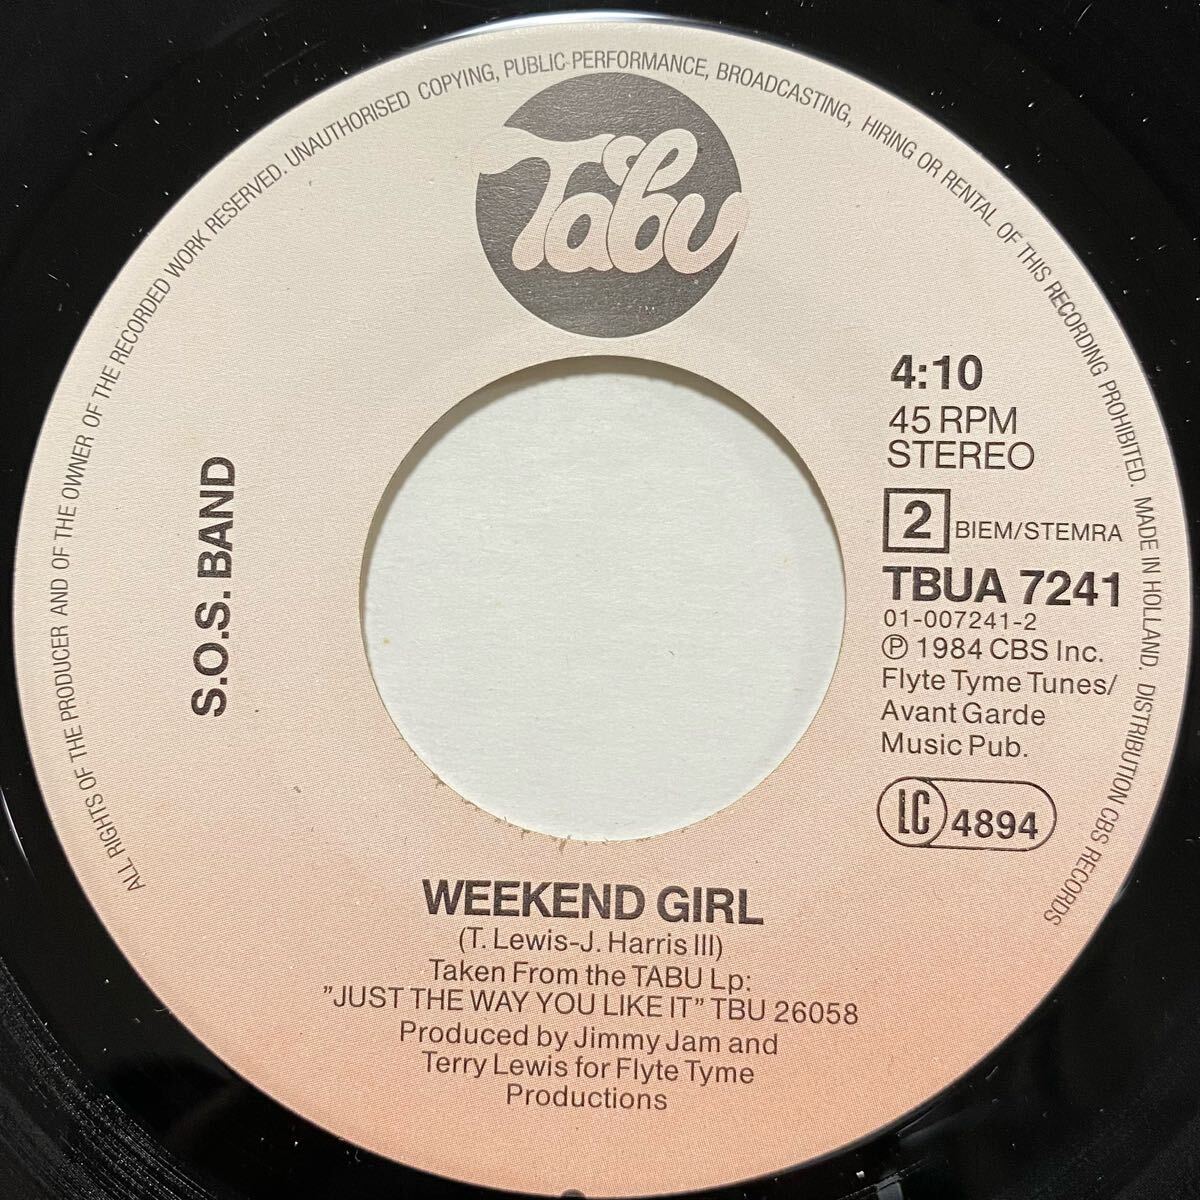 ALL RIGHTS OF THE PRODUCER AND OF THE OWNER OF THE RECORDED WORK RESERVED. UNAUTHORISED COPYING, PUBLIC PERFORMANCE, BROADCASTING, HIRING OR RENTAL OF THIS RECORDING PROHIBITED. MADE IN HOLLAND. DISTRIBUTION CBS RECORDS
Tabu
S.O.S. BAND
4:10
45 RPM
STEREO
2 BIEM/STEMRA
TBUA 7241
01-007241-2
℗ 1984 CBS Inc.
Flyte Tyme Tunes/
Avant Garde
Music Pub.
LC 4894
WEEKEND GIRL
(T. Lewis-J. Harris III)
Taken From the TABU Lp:
"JUST THE WAY YOU LIKE IT" TBU 26058
Produced by Jimmy Jam and
Terry Lewis for Flyte Tyme
Productions